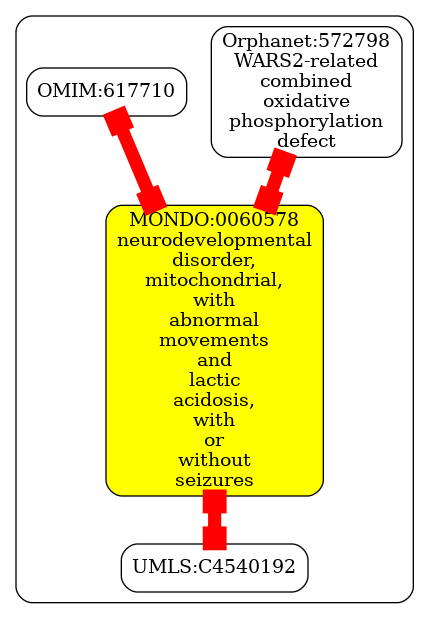 OMIM:617710
Orphanet:572798
WARS2-related
combined
oxidative
phosphorylation
defect
MONDO:0060578
neurodevelopmental
disorder,
mitochondrial,
with
abnormal
movements
and
lactic
acidosis,
with
or
without
seizures
UMLS:C4540192